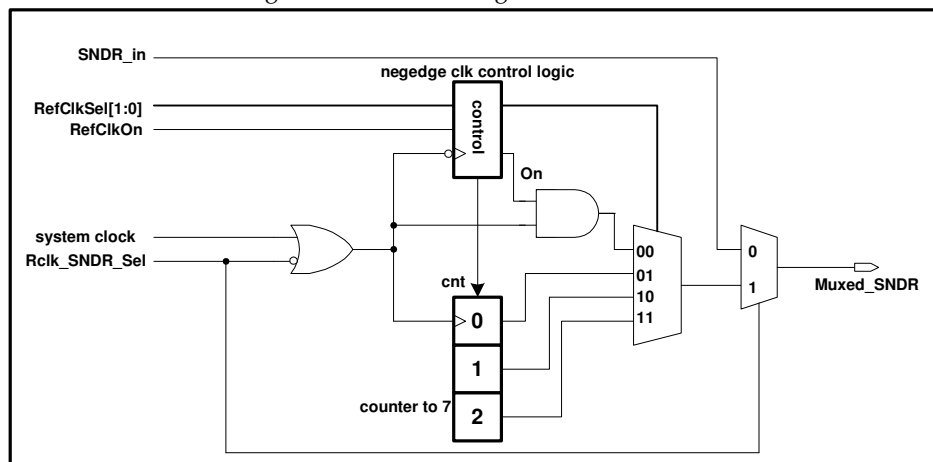 SNDR_in
negedge clk control logic
RefClkSel[1:0]
RefClkOn
control
On
system clock
Rclk_SNDR_Sel
00
01
10
11
0
1
Muxed_SNDR
cnt
0
1
counter to 7
2